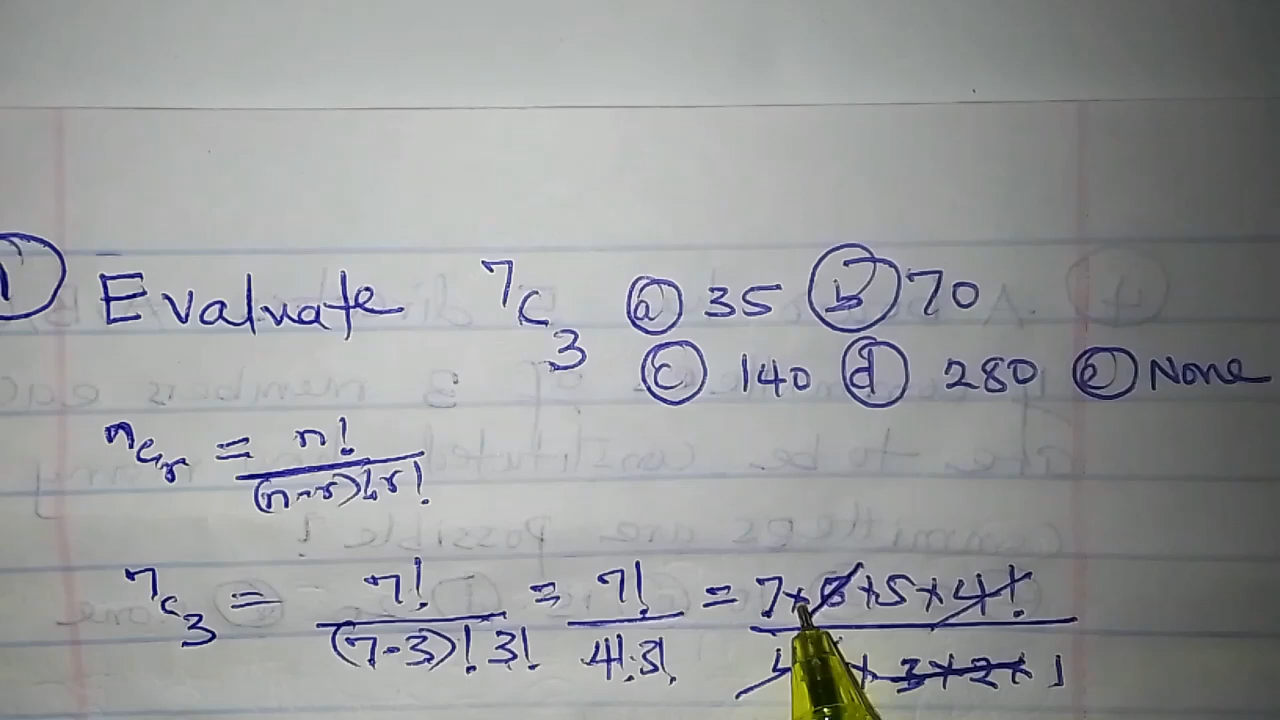 ① Evaluate ⁷C₃ ⓐ 35 ⓑ 70
ⓒ 140 ⓓ 280 ⓔ None
ⁿCᵣ = n! / (n-r)! r!
⁷C₃ = 7! / (7-3)! 3! = 7! / 4! 3! = 7×6×5×4! / 4! × 3×2×1